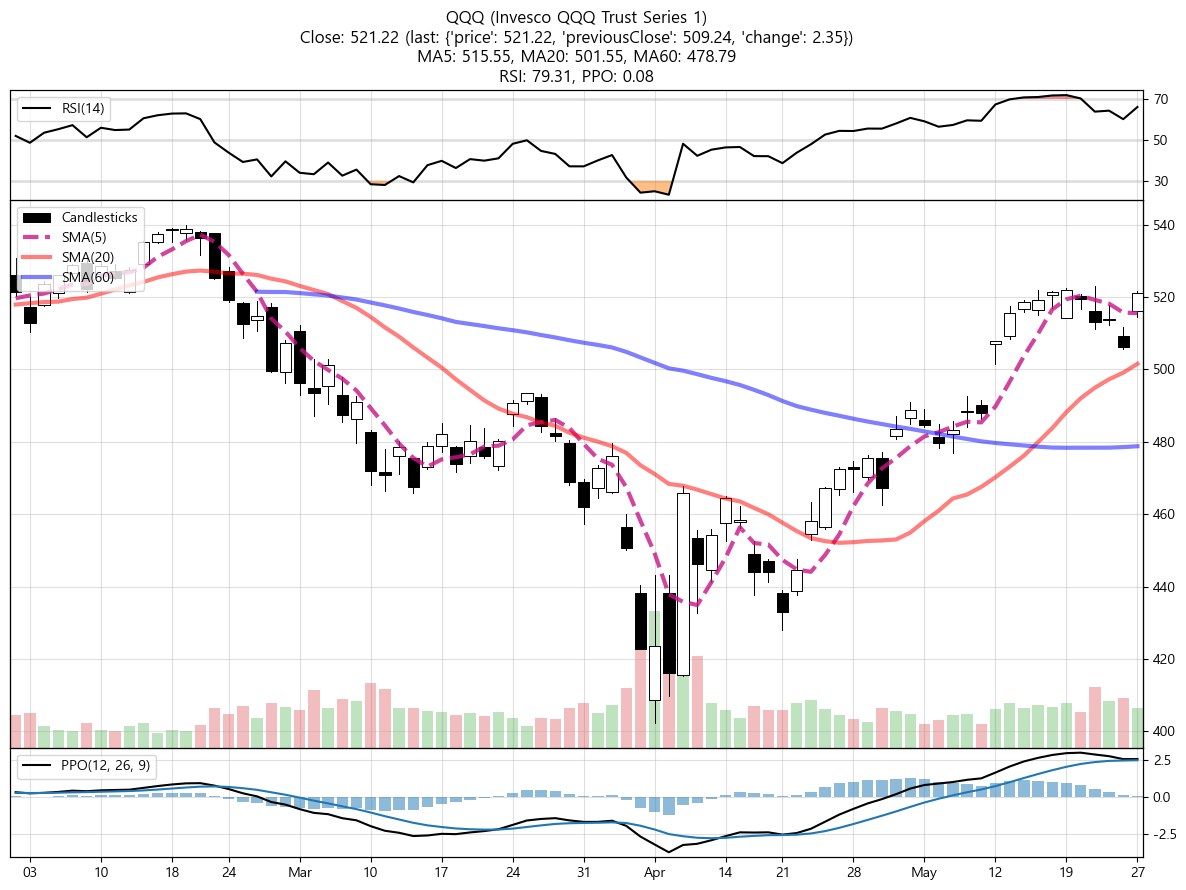 QQQ (Invesco QQQ Trust Series 1)
Close: 521.22 (last: {'price': 521.22, 'previousClose': 509.24, 'change': 2.35})
MA5: 515.55, MA20: 501.55, MA60: 478.79
RSI: 79.31, PPO: 0.08
RSI(14)
70
50
30
Candlesticks
SMA(5)
SMA(20)
SMA(60)
540
520
500
480
460
440
420
400
PPO(12, 26, 9)
2.5
0.0
-2.5
03 10 18 24 Mar 10 17 24 31 Apr 14 21 28 May 12 19 27